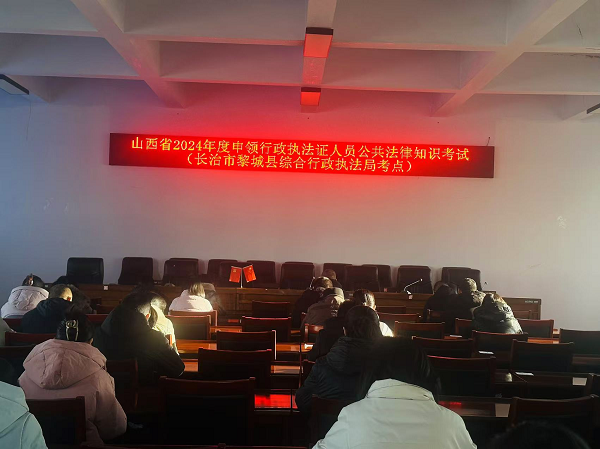 山西省2024年度申领行政执法证人员公共法律知识考试
（长治市黎城县综合行政执法局考点）